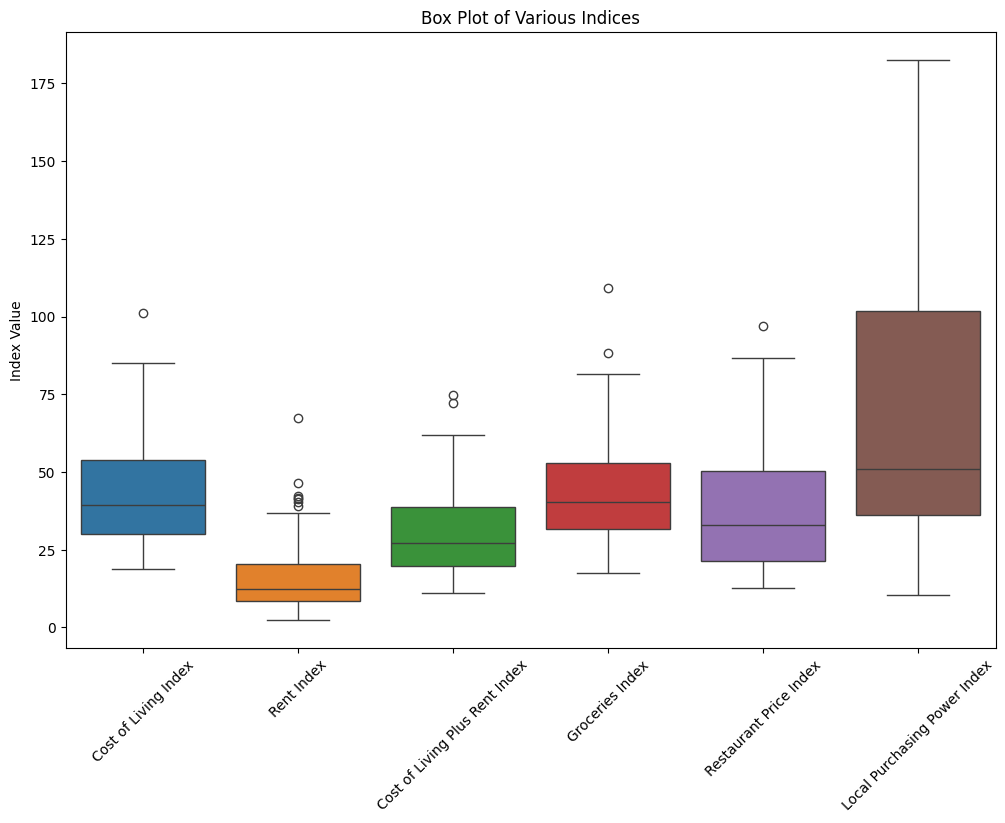 Box Plot of Various Indices
Index Value
175
150
125
100
75
50
25
0
Cost of Living Index
Rent Index
Cost of Living Plus Rent Index
Groceries Index
Restaurant Price Index
Local Purchasing Power Index